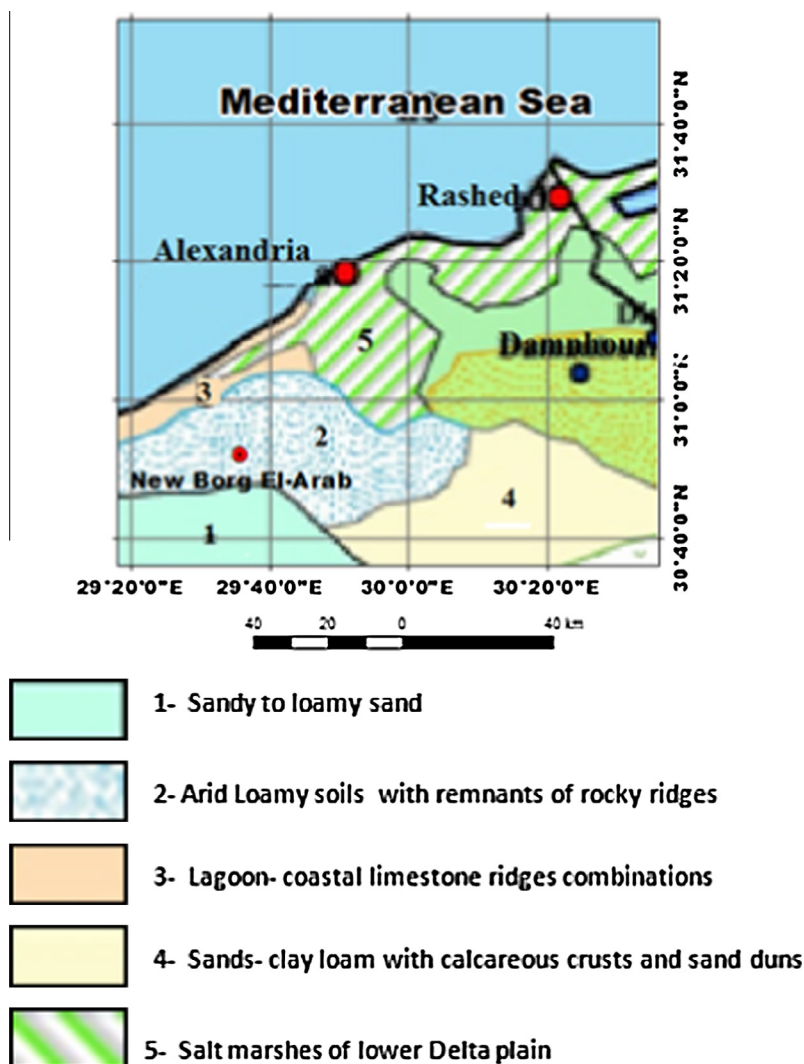 Mediterranean Sea
Rashed
Alexandria
5
Damnhour
3
2
New Borg El-Arab
4
1
31°40'0"N
31°20'0"N
31°0'0"N
30°40'0"N
29°20'0"E 29°40'0"E 30°0'0"E 30°20'0"E
40 20 0 40 km
1- Sandy to loamy sand
2- Arid Loamy soils with remnants of rocky ridges
3- Lagoon- coastal limestone ridges combinations
4- Sands- clay loam with calcareous crusts and sand duns
5- Salt marshes of lower Delta plain